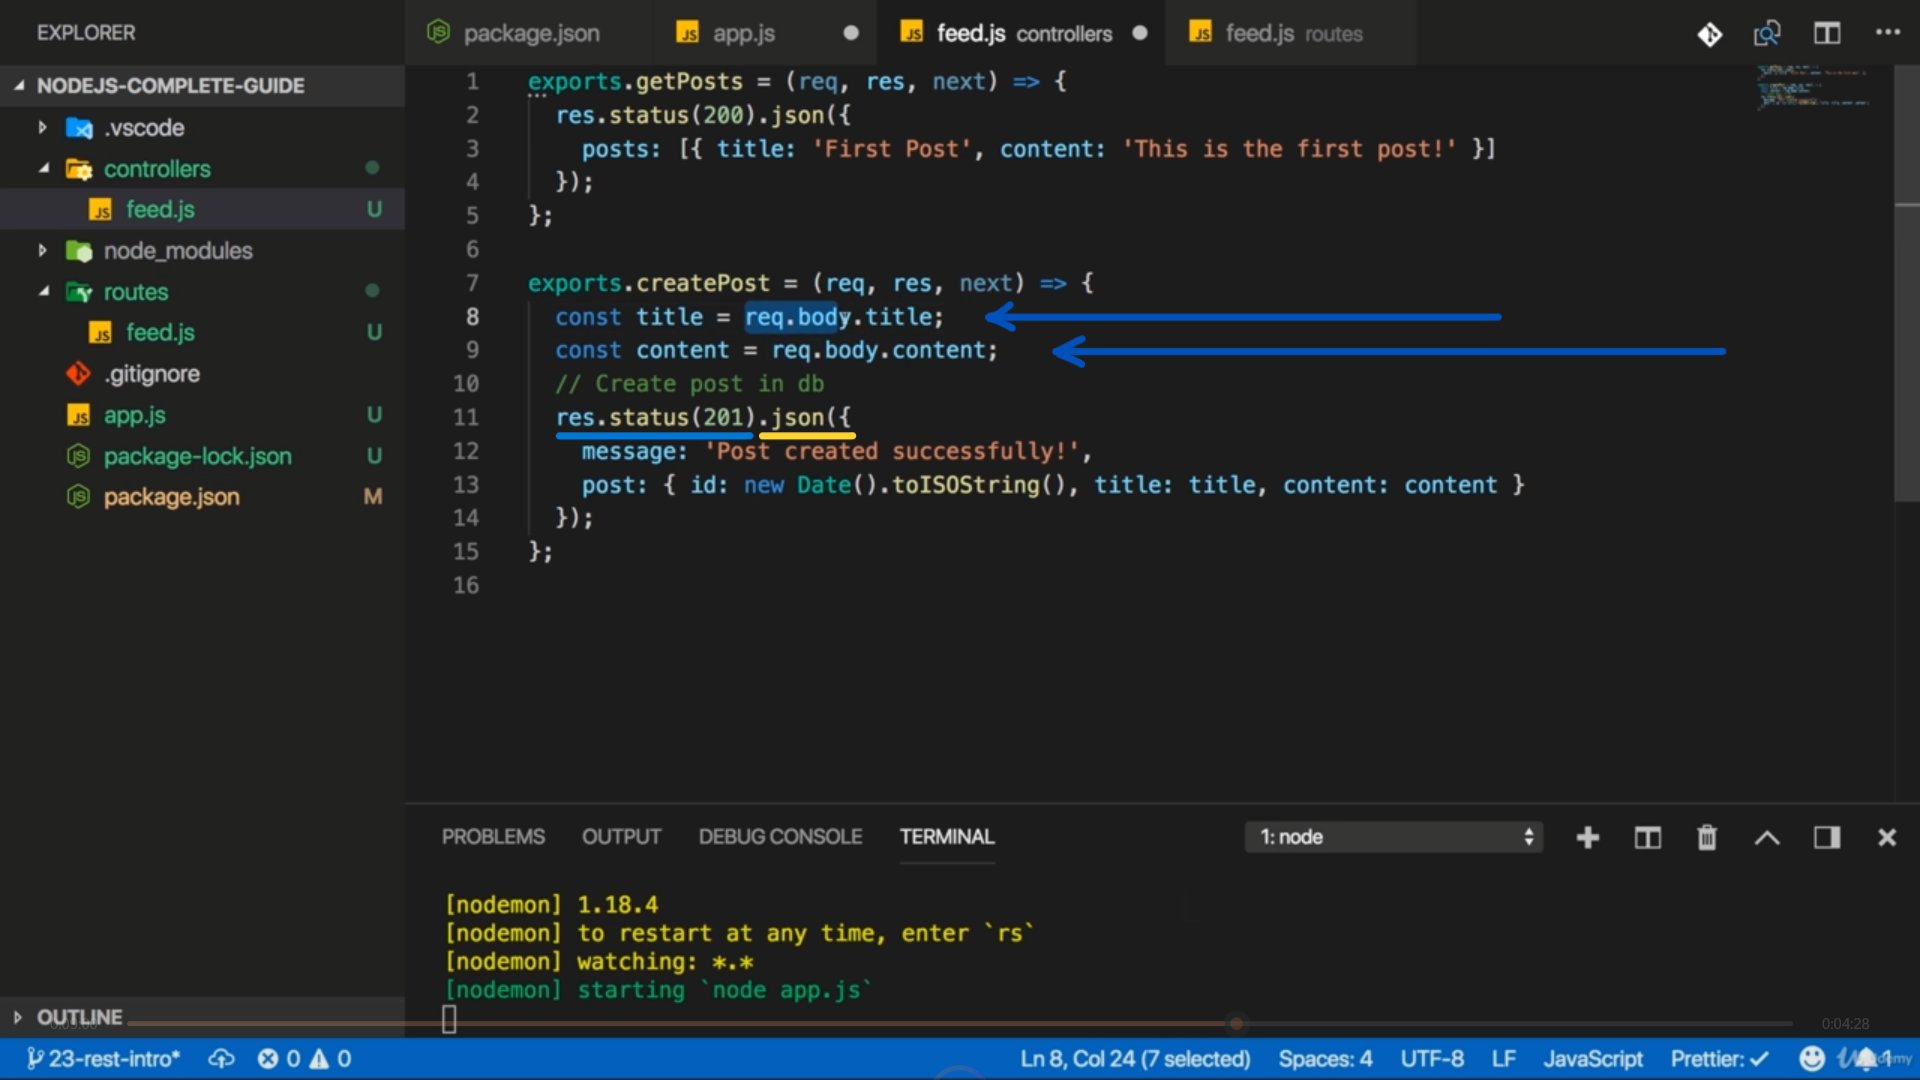 EXPLORER
NODEJS-COMPLETE-GUIDE
.vscode
controllers
feed.js U
node_modules
routes
feed.js U
.gitignore
app.js U
package-lock.json U
package.json M
OUTLINE
package.json app.js feed.js controllers feed.js routes
1 exports.getPosts = (req, res, next) => {
2 res.status(200).json({
3 posts: [{ title: 'First Post', content: 'This is the first post!' }]
4 });
5 };
6
7 exports.createPost = (req, res, next) => {
8 const title = req.body.title;
9 const content = req.body.content;
10 // Create post in db
11 res.status(201).json({
12 message: 'Post created successfully!',
13 post: { id: new Date().toISOString(), title: title, content: content }
14 });
15 };
16
PROBLEMS OUTPUT DEBUG CONSOLE TERMINAL 1: node
[nodemon] 1.18.4
[nodemon] to restart at any time, enter `rs`
[nodemon] watching: *.*
[nodemon] starting `node app.js`
0:04:28
23-rest-intro* 0 0 Ln 8, Col 24 (7 selected) Spaces: 4 UTF-8 LF JavaScript Prettier: ✓ 1